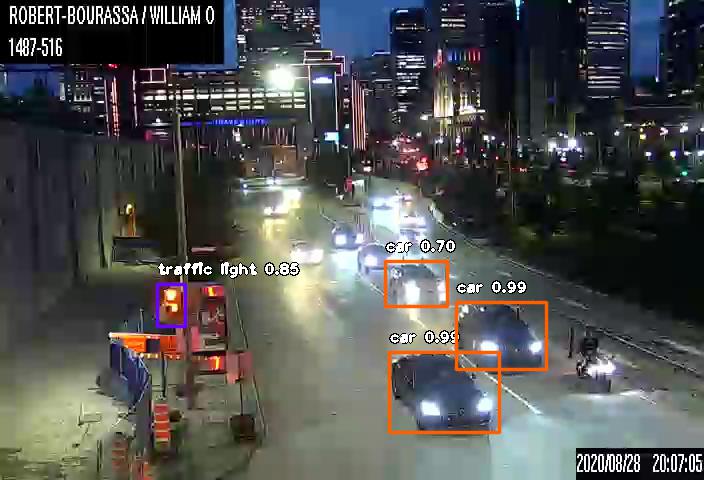 ROBERT-BOURASSA / WILLIAM O
1487-516
car 0.70
traffic light 0.85
car 0.99
car 0.99
2020/08/28 20:07:05